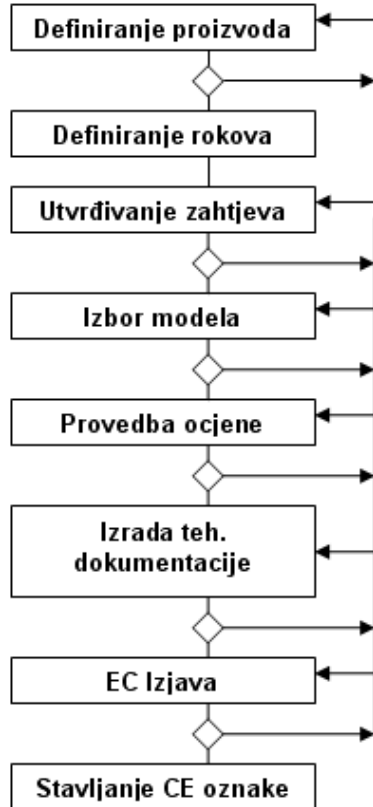 Definiranje proizvoda
Definiranje rokova
Utvrđivanje zahtjeva
Izbor modela
Provedba ocjene
Izrada teh.
dokumentacije
EC Izjava
Stavljanje CE oznake